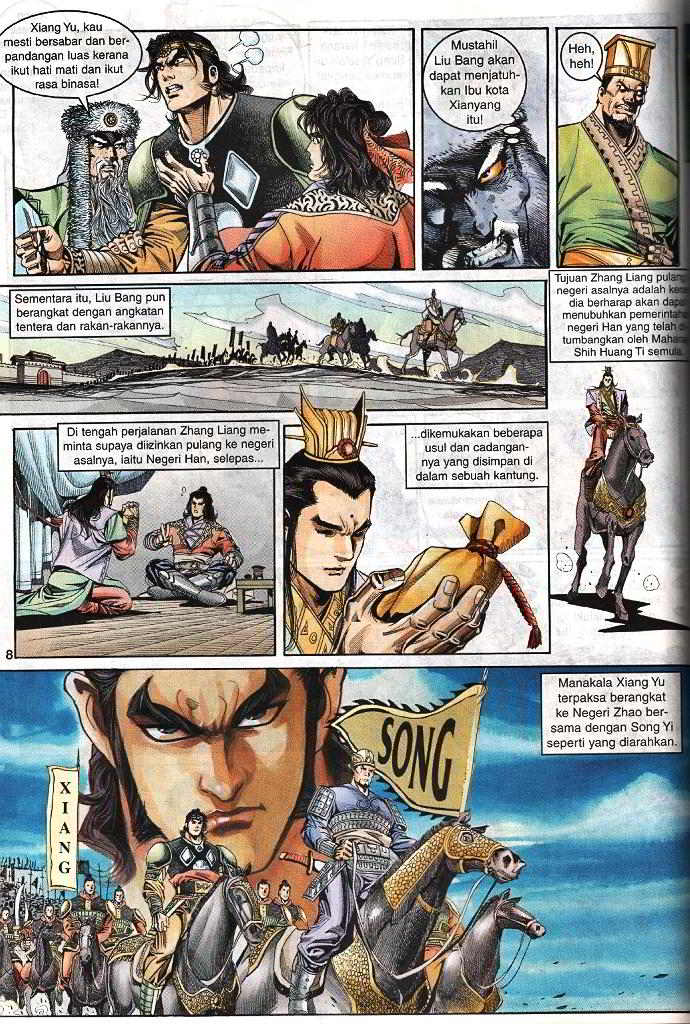 Xiang Yu, kau
mesti bersabar dan ber-
pandangan luas kerana
ikut hati mati dan ikut
rasa binasa!
Mustahil
Liu Bang akan
dapat menjatuh-
kan Ibu kota
Xianyang
itu!
Heh,
heh!
Sementara itu, Liu Bang pun
berangkat dengan angkatan
tentera dan rakan-rakannya.
Tujuan Zhang Liang pulang
negeri asalnya adalah
dia berharap akan dapat
menubuhkan pemerintahan
negeri Han yang telah di
tumbangkan oleh
Shih Huang Ti semula.
Di tengah perjalanan Zhang Liang me-
minta supaya diizinkan pulang ke negeri
asalnya, iaitu Negeri Han, selepas...
...dikemukakan beberapa
usul dan cadangan-
nya yang disimpan di
dalam sebuah kantung.
8
Manakala Xiang Yu
terpaksa berangkat
ke Negeri Zhao ber-
sama dengan Song Yi
seperti yang diarahkan.
SONG
XIANG